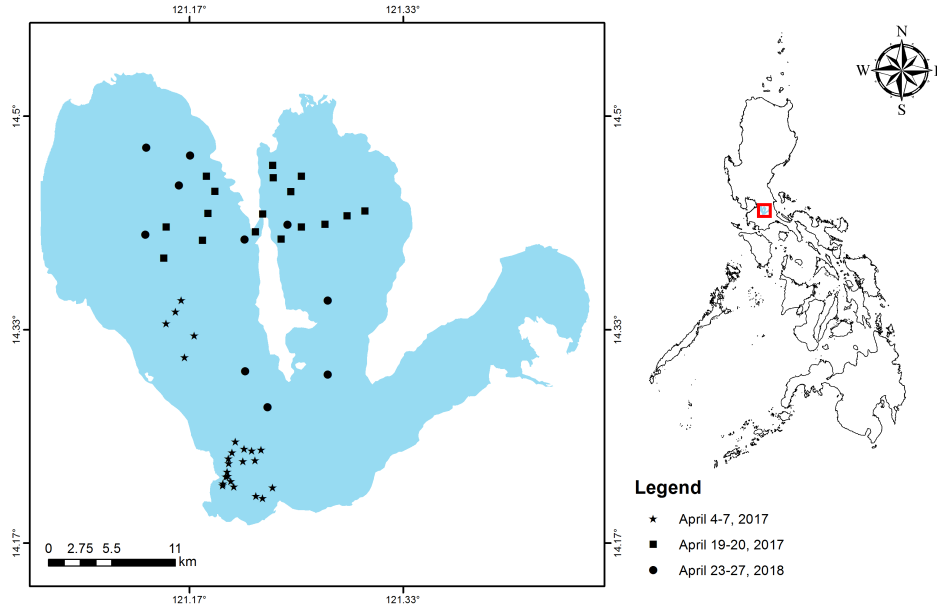 121.17°
121.33°
14.5°
14.5°
14.33°
14.33°
14.17°
14.17°
0 2.75 5.5 11
km
121.17°
121.33°
N
W
S
Legend
April 4-7, 2017
April 19-20, 2017
April 23-27, 2018